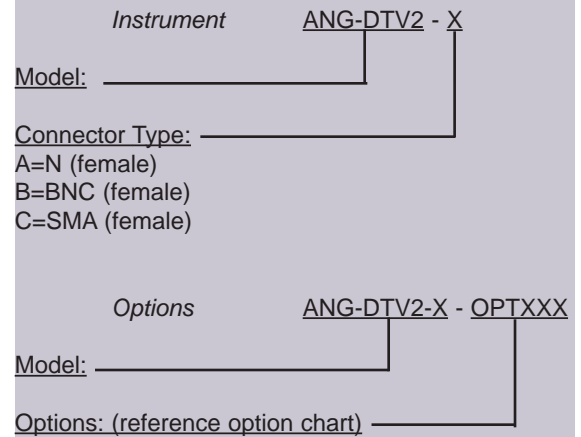 Instrument ANG-DTV2 - X
Model:
Connector Type:
A=N (female)
B=BNC (female)
C=SMA (female)
Options ANG-DTV2-X - OPTXXX
Model:
Options: (reference option chart)